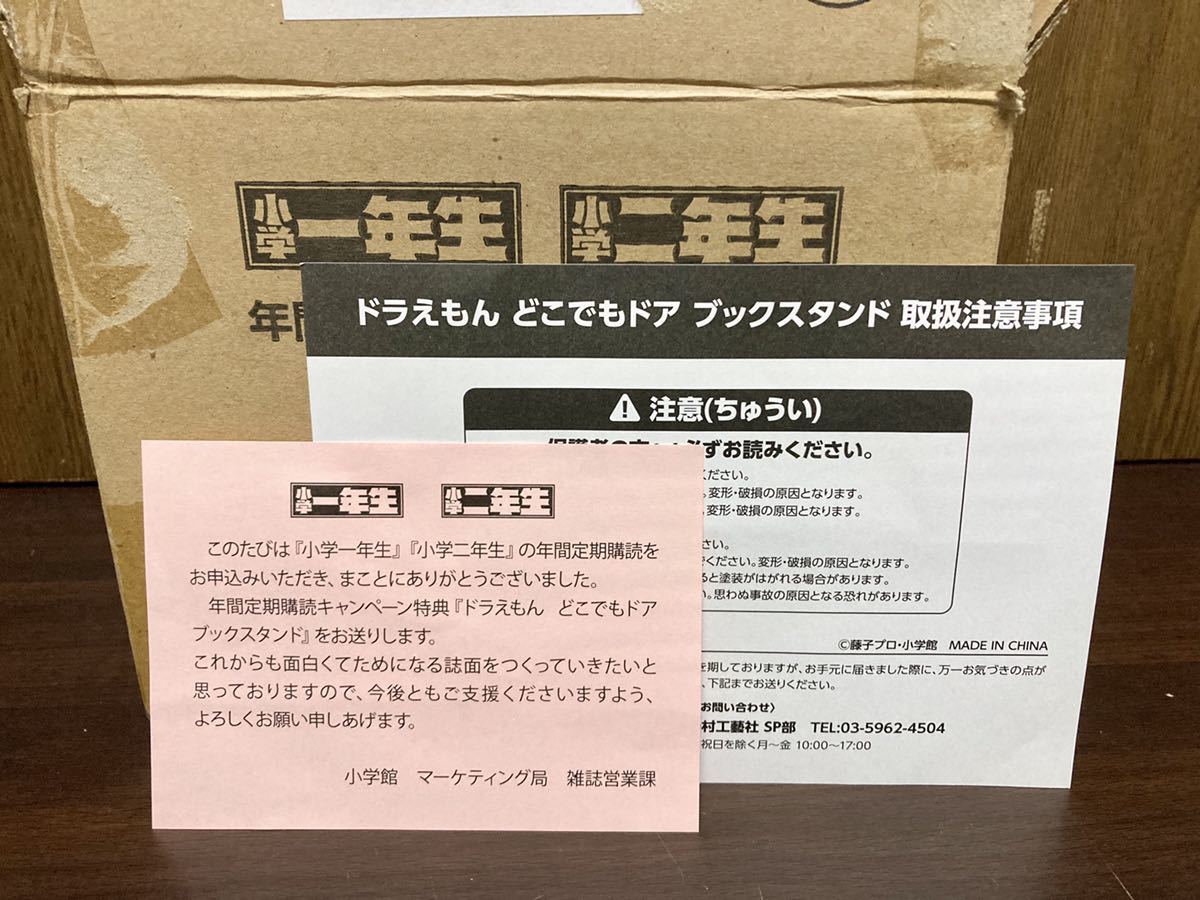 小学一年生
小学二年生
年間
ドラえもん どこでもドア ブックスタンド 取扱注意事項
注意(ちゅうい)
必ずお読みください。
ください。
。変形・破損の原因となります。
。変形・破損の原因となります。
さい。
ください。変形・破損の原因となります。
ると塗装がはがれる場合があります。
い。思わぬ事故の原因となる恐れがあります。
©藤子プロ・小学館 MADE IN CHINA
を期しておりますが、お手元に届きました際に、万一お気づきの点が
、下記までお送りください。
お問い合わせ〉
村工藝社 SP部 TEL:03-5962-4504
祝日を除く月〜金 10:00〜17:00
小学一年生 小学二年生
このたびは『小学一年生』『小学二年生』の年間定期購読を
お申込みいただき、まことにありがとうございました。
年間定期購読キャンペーン特典『ドラえもん どこでもドア
ブックスタンド』をお送りします。
これからも面白くてためになる誌面をつくっていきたいと
思っておりますので、今後ともご支援くださいますよう、
よろしくお願い申しあげます。
小学館 マーケティング局 雑誌営業課